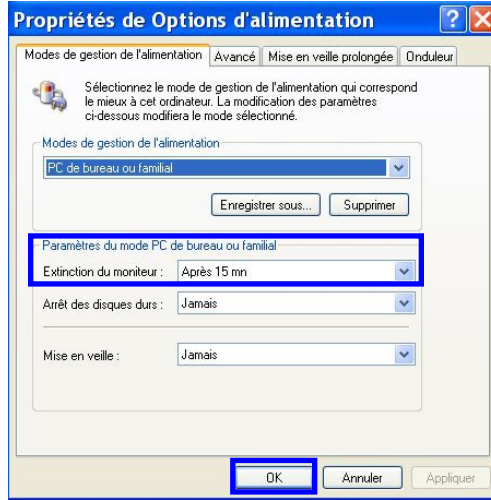 Propriétés de Options d'alimentation
Modes de gestion de l'alimentation Avancé Mise en veille prolongée Onduleur
Sélectionnez le mode de gestion de l'alimentation qui correspond
le mieux à cet ordinateur. La modification des paramètres
ci-dessous modifiera le mode sélectionné.
Modes de gestion de l'alimentation
PC de bureau ou familial
Enregistrer sous... Supprimer
Paramètres du mode PC de bureau ou familial
Extinction du moniteur : Après 15 mn
Arrêt des disques durs : Jamais
Mise en veille : Jamais
OK Annuler Appliquer